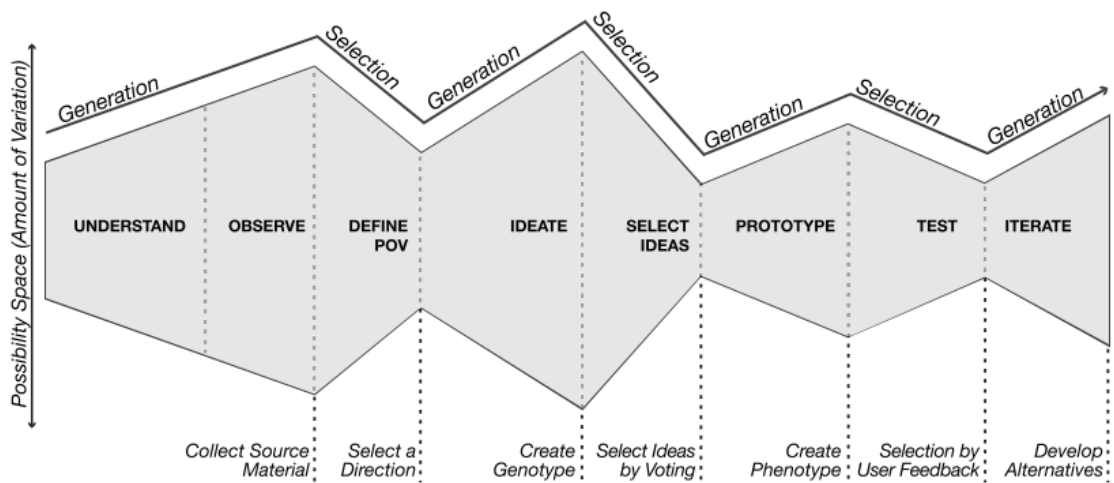 Possibility Space (Amount of Variation)
Generation
Selection
Generation
Selection
Generation
Selection
Generation
UNDERSTAND
OBSERVE
DEFINE
POV
IDEATE
SELECT
IDEAS
PROTOTYPE
TEST
ITERATE
Collect Source
Material
Select a
Direction
Create
Genotype
Select Ideas
by Voting
Create
Phenotype
Selection by
User Feedback
Develop
Alternatives